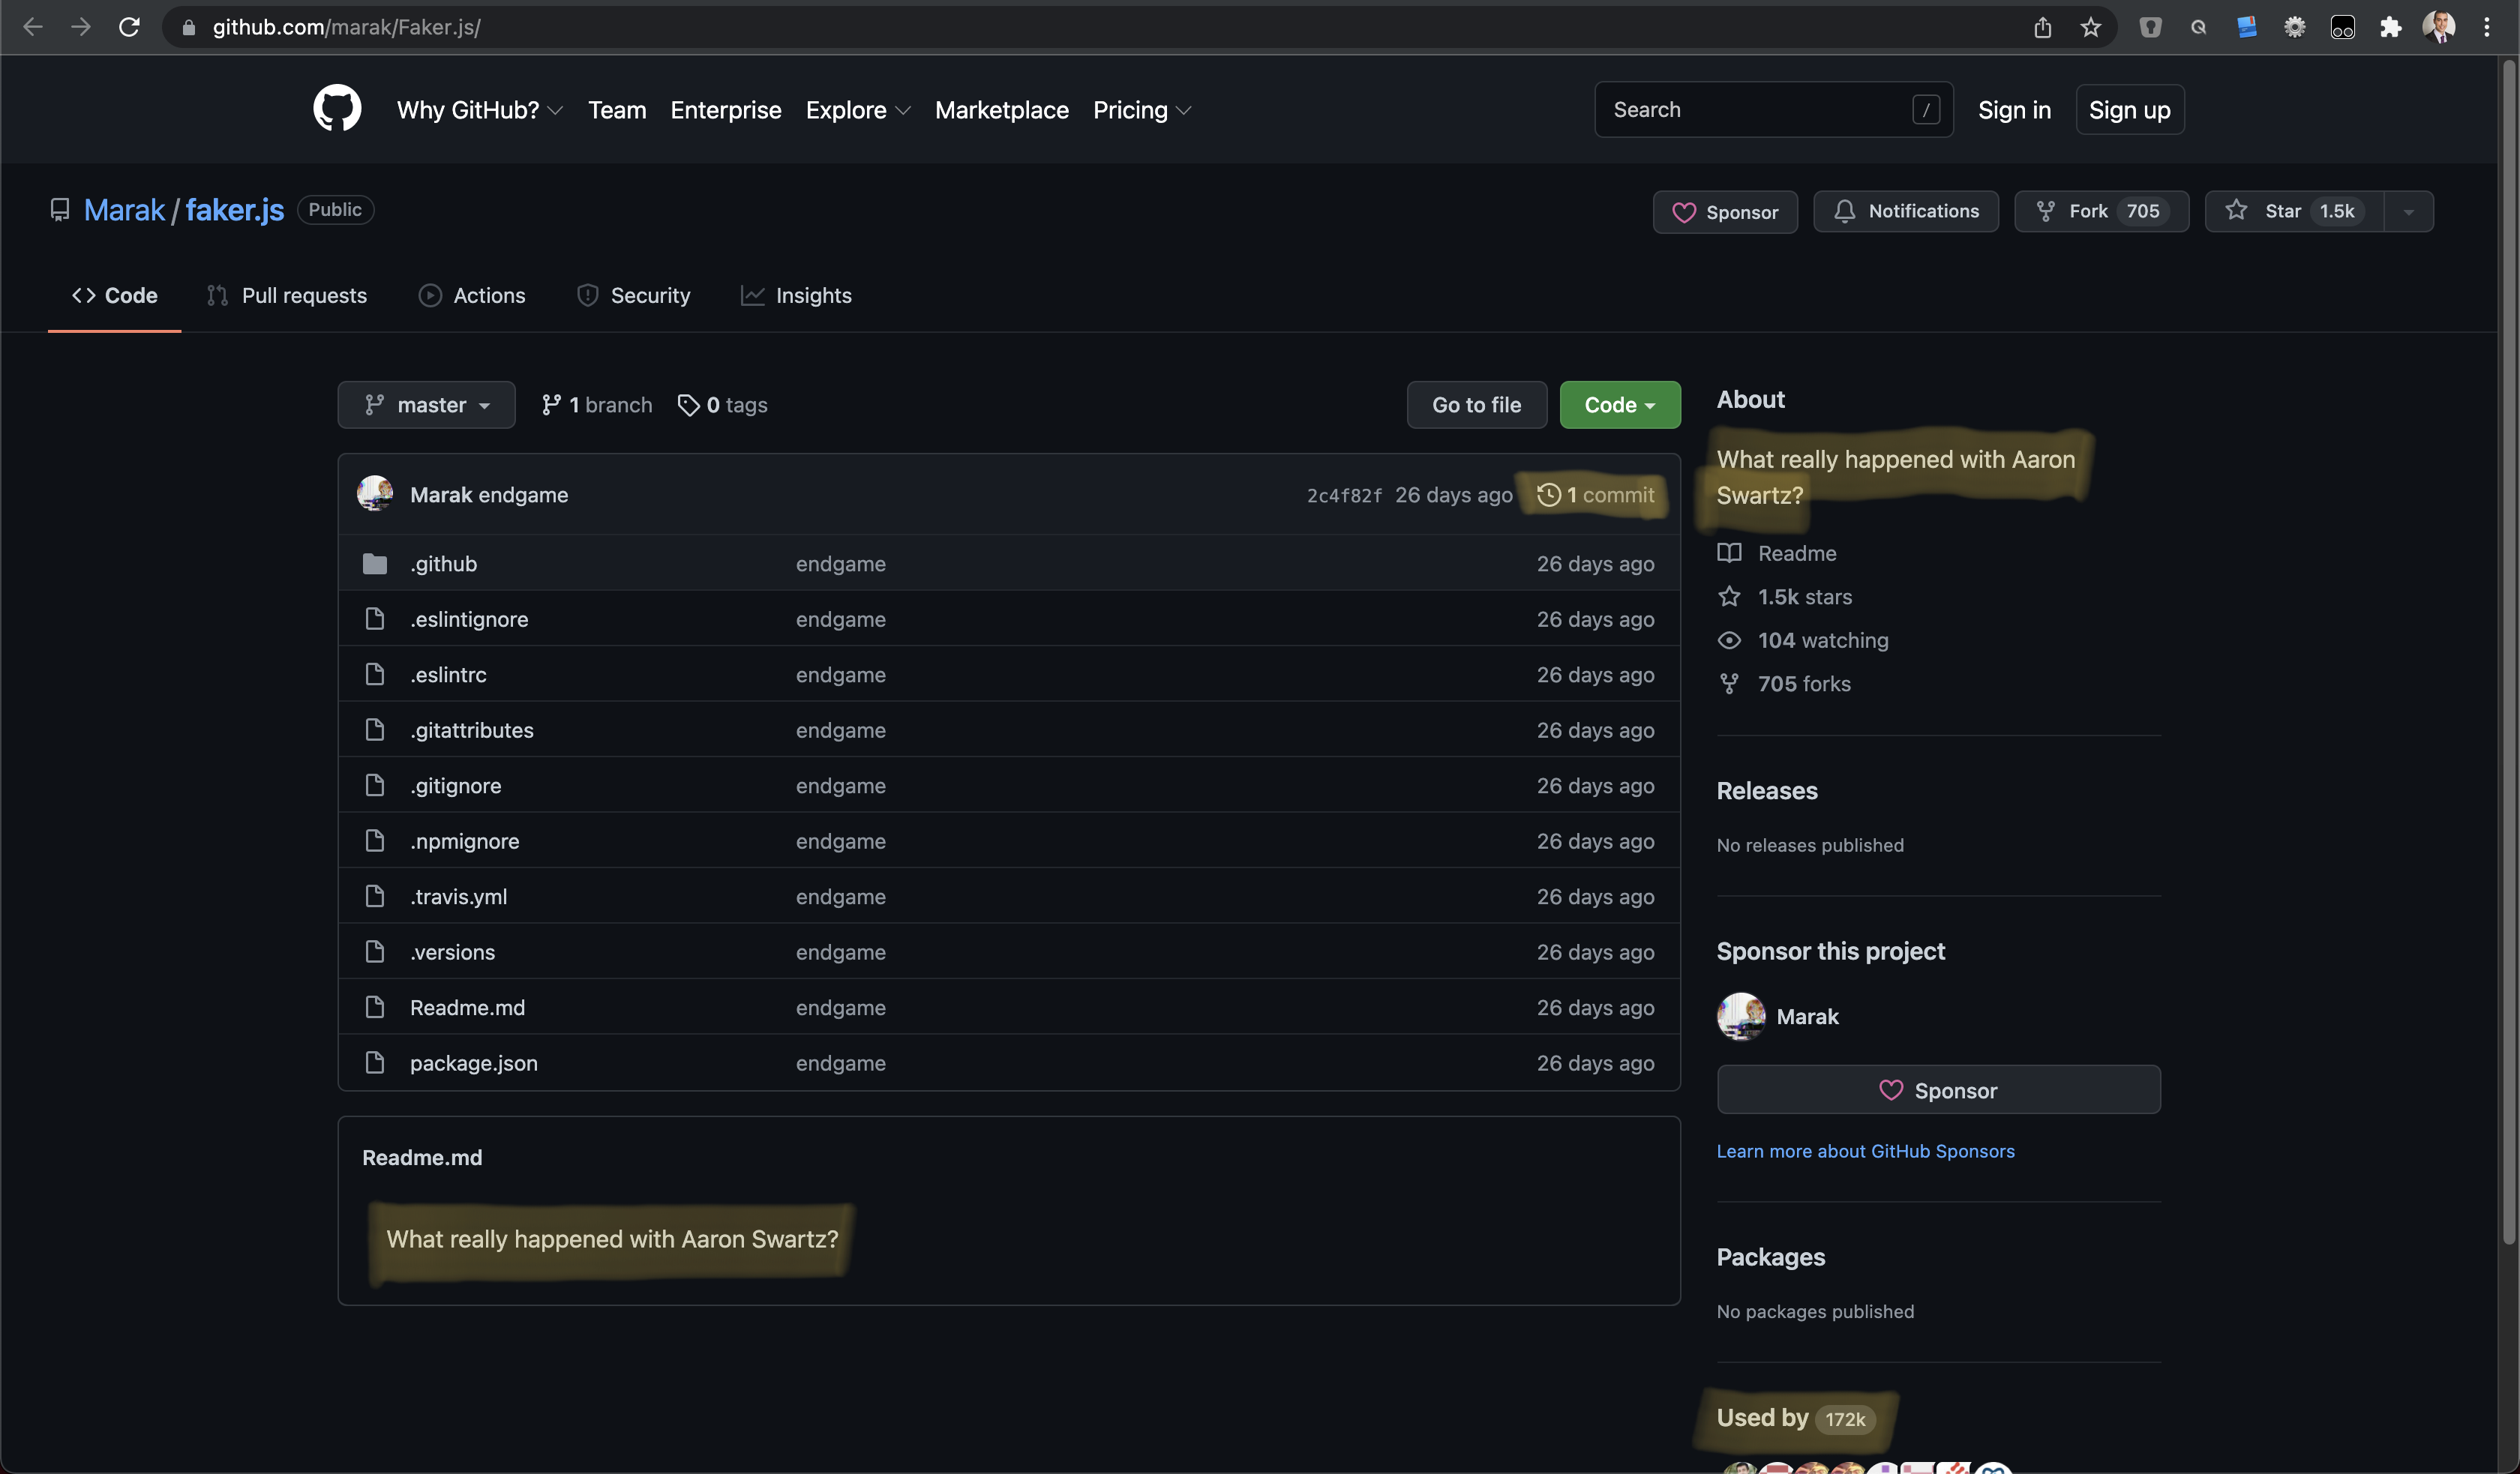 github.com/marak/Faker.js/
Why GitHub? Team Enterprise Explore Marketplace Pricing
Search /
Sign in
Sign up
Marak / faker.js Public
Sponsor
Notifications
Fork 705
Star 1.5k
Code
Pull requests
Actions
Security
Insights
master
1 branch
0 tags
Go to file
Code
Marak endgame 2c4f82f 26 days ago 1 commit
.github endgame 26 days ago
.eslintignore endgame 26 days ago
.eslintrc endgame 26 days ago
.gitattributes endgame 26 days ago
.gitignore endgame 26 days ago
.npmignore endgame 26 days ago
.travis.yml endgame 26 days ago
.versions endgame 26 days ago
Readme.md endgame 26 days ago
package.json endgame 26 days ago
Readme.md
What really happened with Aaron Swartz?
About
What really happened with Aaron
Swartz?
Readme
1.5k stars
104 watching
705 forks
Releases
No releases published
Sponsor this project
Marak
Sponsor
Learn more about GitHub Sponsors
Packages
No packages published
Used by 172k